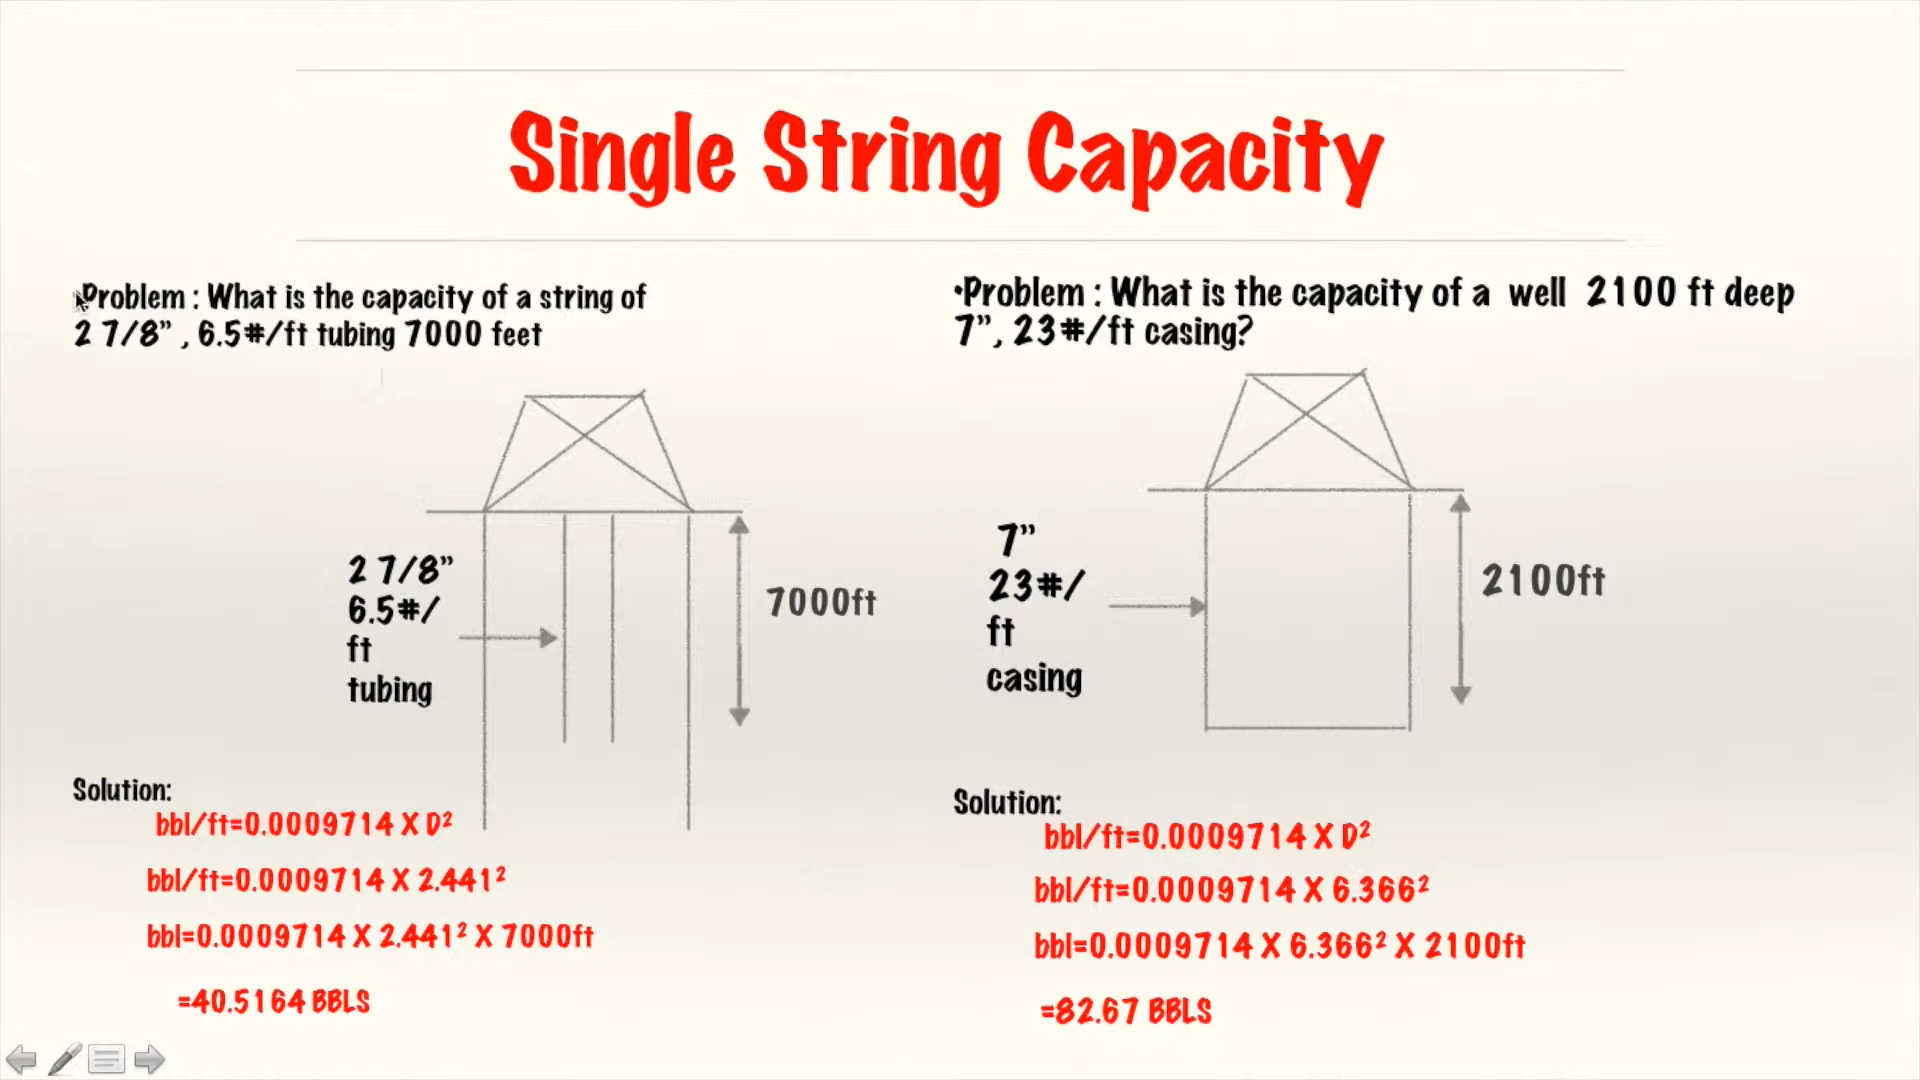 Single String Capacity
Problem : What is the capacity of a string of
2 7/8” , 6.5#/ft tubing 7000 feet
2 7/8”
6.5#/
ft
tubing
7000ft
Solution:
bbl/ft=0.0009714 X D²
bbl/ft=0.0009714 X 2.441²
bbl=0.0009714 X 2.441² X 7000ft
=40.5164 BBLS
•Problem : What is the capacity of a well 2100 ft deep
7”, 23#/ft casing?
7”
23#/
ft
casing
2100ft
Solution:
bbl/ft=0.0009714 X D²
bbl/ft=0.0009714 X 6.366²
bbl=0.0009714 X 6.366² X 2100ft
=82.67 BBLS